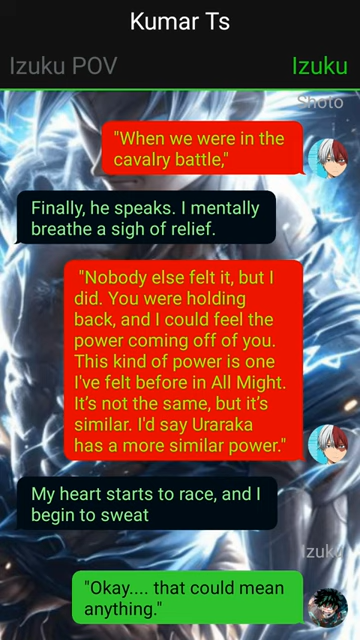 Kumar Ts
Izuku POV
Izuku
Shoto
"When we were in the
cavalry battle,"
Finally, he speaks. I mentally
breathe a sigh of relief.
"Nobody else felt it, but I
did. You were holding
back, and I could feel the
power coming off of you.
This kind of power is one
I've felt before in All Might.
It's not the same, but it's
similar. I'd say Uraraka
has a more similar power."
My heart starts to race, and I
begin to sweat
Izuku
"Okay.... that could mean
anything."